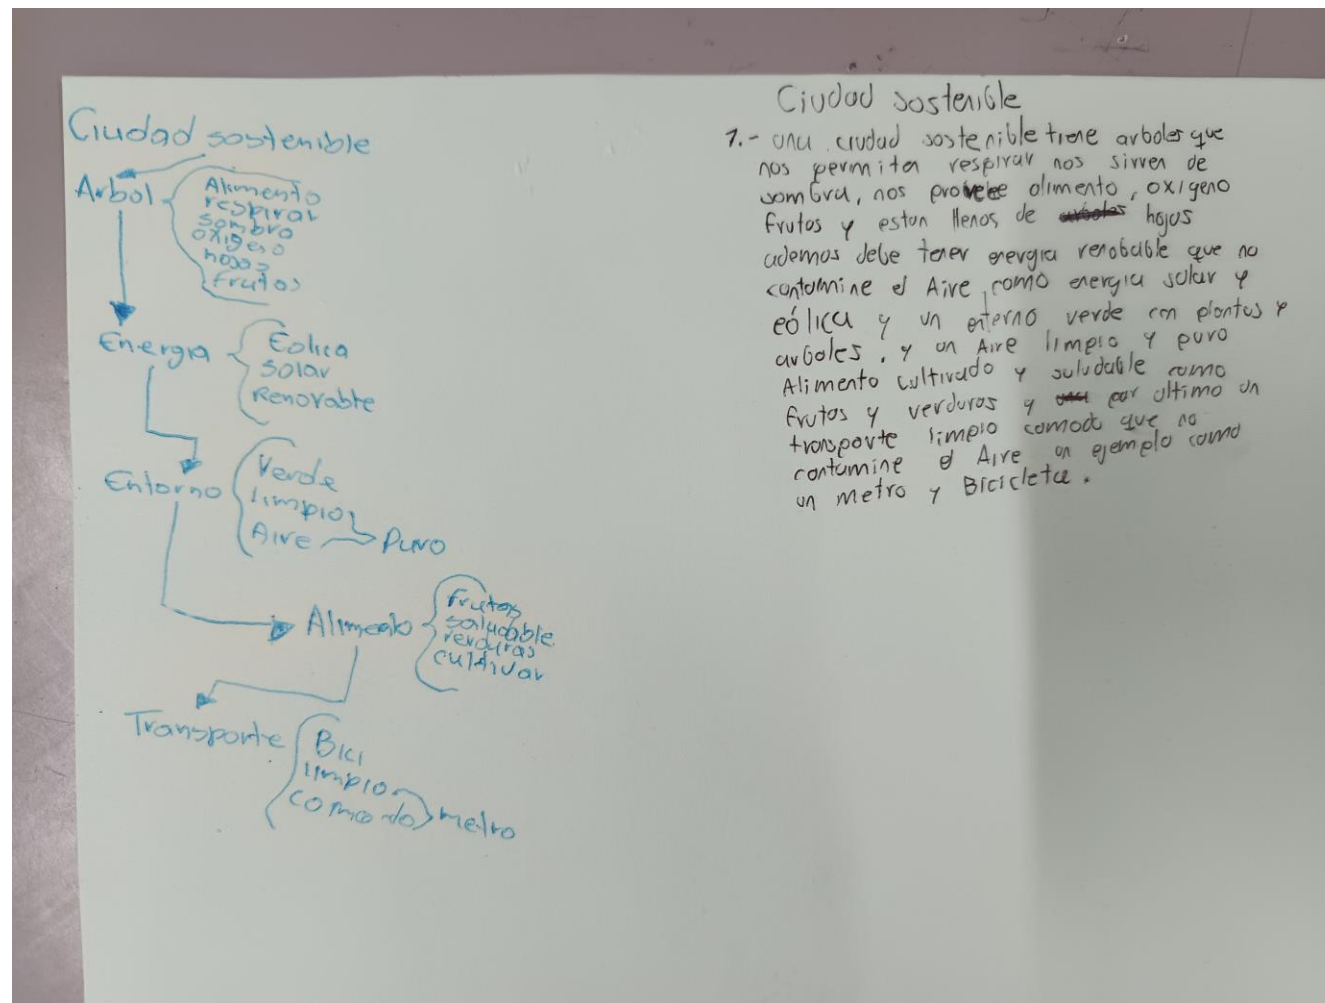 Ciudad sostenible
Arbol
Alimento
respirar
sombra
oxigeno
hojas
frutos
Energia
Eolica
solar
Renovable
Entorno
Verde
limpio
Aire
Puro
Alimento
frutas
saludable
verduras
cultivar
Transporte
Bici
limpio
comodo
metro
Ciudad sostenible
1.- una ciudad sostenible tiene arboles que
nos permiten respirar nos sirven de
sombra, nos provee alimento, oxigeno
frutos y estan llenos de arboles hojas
ademas debe tener energia renobable que no
contamine el Aire, como energia solar y
eólica y un enterno verde con plantas y
arboles, y un Aire limpio y puro
Alimento cultivado y saludable como
frutas y verduras y por ultimo un
transporte limpio comodo que no
contamine el Aire un ejemplo como
un metro y Bicicleta.